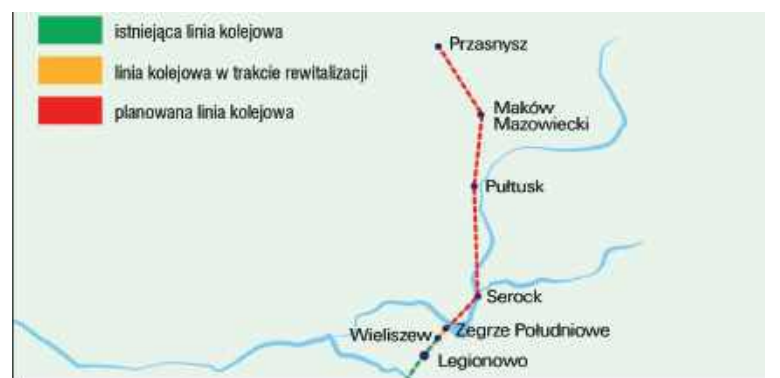 istniejąca linia kolejowa
linia kolejowa w trakcie rewitalizacji
planowana linia kolejowa
Przasnysz
Maków
Mazowiecki
Pułtusk
Serock
Zegrze Południowe
Wieliszew
Legionowo